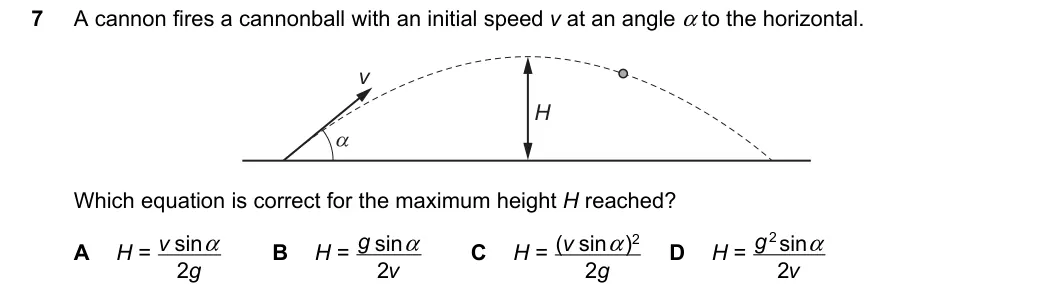 7 A cannon fires a cannonball with an initial speed v at an angle α to the horizontal.
v
H
α
Which equation is correct for the maximum height H reached?
A H = v sin α / 2g B H = g sin α / 2v C H = (v sin α)² / 2g D H = g² sin α / 2v